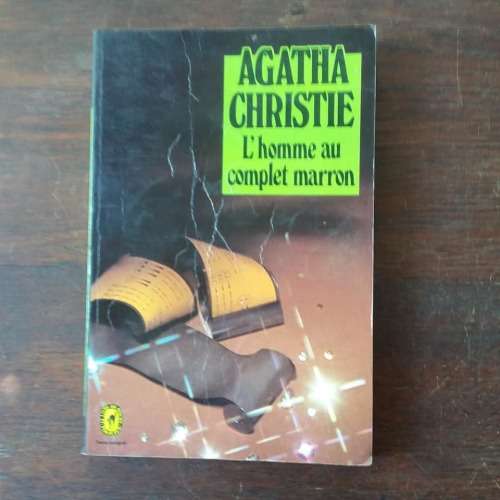 AGATHA
CHRISTIE
L'homme au
complet marron